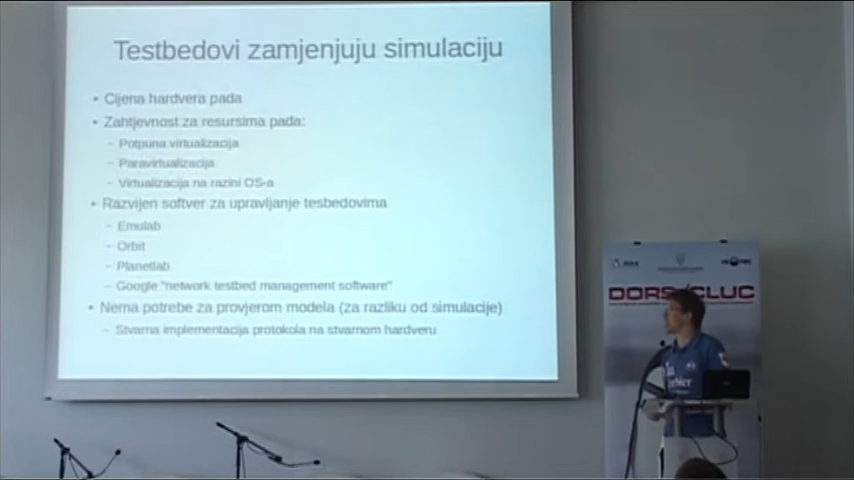 Testbedovi zamjenjuju simulaciju
• Cijena hardvera pada
• Zahtjevnost za resursima pada:
– Potpuna virtualizacija
– Paravirtualizacija
– Virtualizacija na razini OS-a
• Razvijen softver za upravljanje tesbedovima
– Emulab
– Orbit
– Planetlab
– Google "network testbed management software"
• Nema potrebe za provjerom modela (za razliku od simulacije)
– Stvarna implementacija protokola na stvarnom hardveru
DORS/CLUC